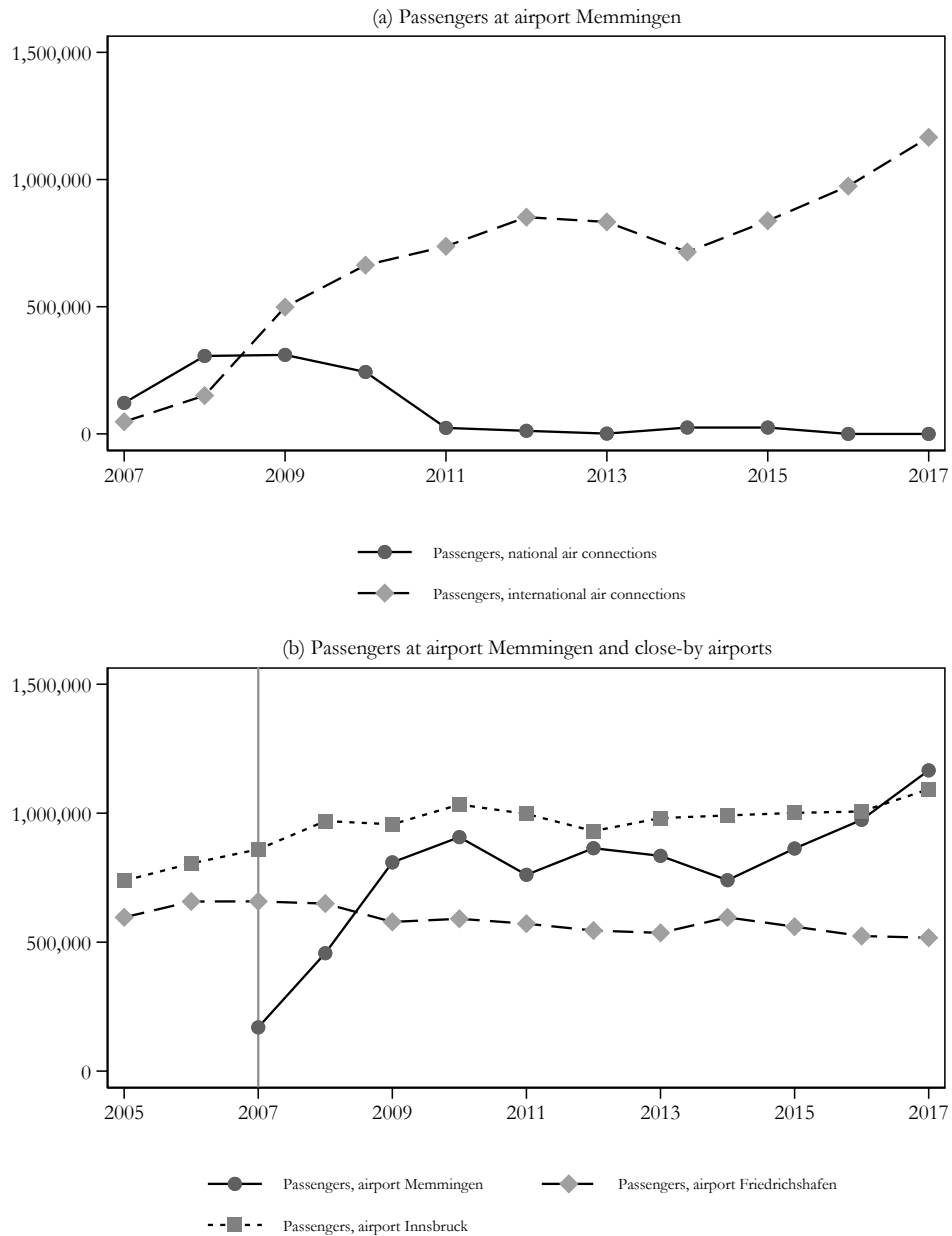 (a) Passengers at airport Memmingen
1,500,000
1,000,000
500,000
0
2007 2009 2011 2013 2015 2017
Passengers, national air connections
Passengers, international air connections
(b) Passengers at airport Memmingen and close-by airports
1,500,000
1,000,000
500,000
0
2005 2007 2009 2011 2013 2015 2017
Passengers, airport Memmingen Passengers, airport Friedrichshafen
Passengers, airport Innsbruck